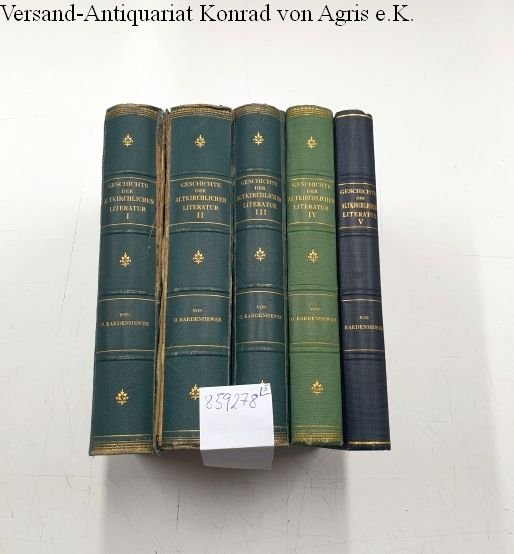 Versand-Antiquariat Konrad von Agris e.K.
GESCHICHTE
DER
ALTKIRCHLICHEN
LITERATUR
I
VON
O. BARDENHEWER
GESCHICHTE
DER
ALTKIRCHLICHEN
LITERATUR
II
VON
O. BARDENHEWER
GESCHICHTE
DER
ALTKIRCHLICHEN
LITERATUR
III
VON
O. BARDENHEWER
GESCHICHTE
DER
ALTKIRCHLICHEN
LITERATUR
IV
VON
O. BARDENHEWER
GESCHICHTE
DER
ALTKIRCHLICHEN
LITERATUR
V
VON
BARDENHEWER
859278